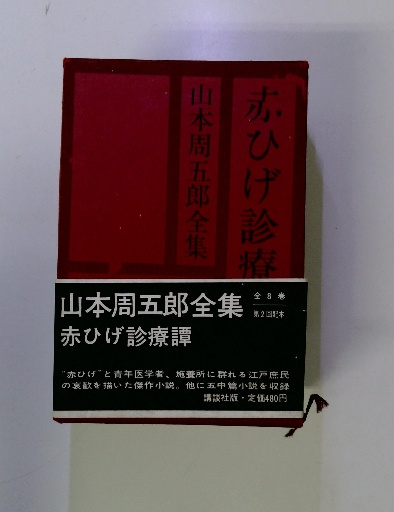 赤ひげ診療
山本周五郎全集
山本周五郎全集
全8巻
第2回配本
赤ひげ診療譚
"赤ひげ"と青年医学者、施養所に群れる江戸庶民
の哀歓を描いた傑作小説。他に五中篇小説を収録
講談社版・定価480円